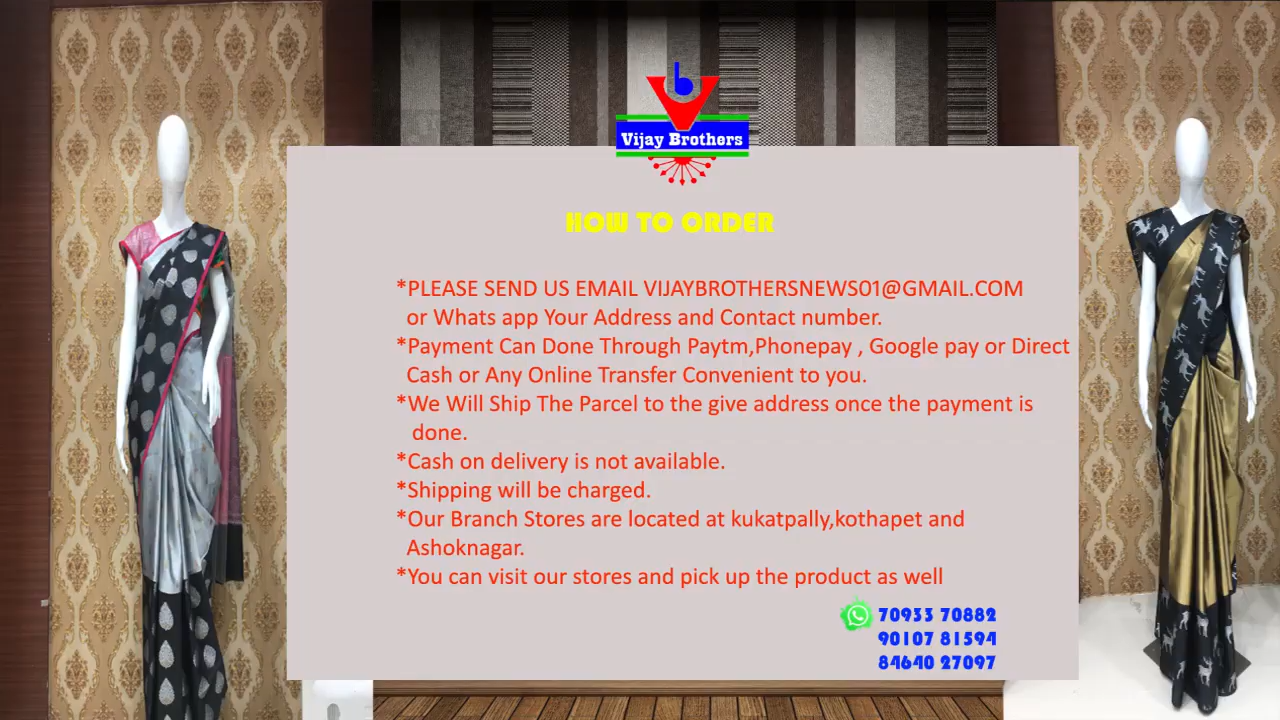 b
Vijay Brothers
HOW TO ORDER
*PLEASE SEND US EMAIL VIJAYBROTHERSNEWS01@GMAIL.COM
or Whats app Your Address and Contact number.
*Payment Can Done Through Paytm,Phonepay , Google pay or Direct
Cash or Any Online Transfer Convenient to you.
*We Will Ship The Parcel to the give address once the payment is
done.
*Cash on delivery is not available.
*Shipping will be charged.
*Our Branch Stores are located at kukatpally,kothapet and
Ashoknagar.
*You can visit our stores and pick up the product as well
70933 70882
90107 81594
84640 27097